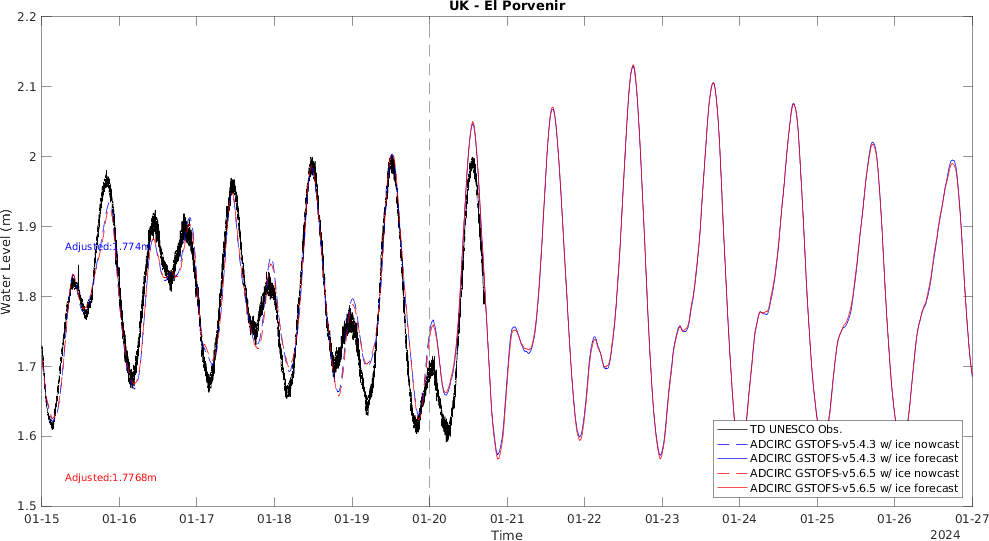 UK - El Porvenir
Water Level (m)
2.2
2.1
2
1.9
1.8
1.7
1.6
1.5
Adjusted:1.774m
Adjusted:1.7768m
TD UNESCO Obs.
ADCIRC GSTOFS-v5.4.3 w/ ice nowcast
ADCIRC GSTOFS-v5.4.3 w/ ice forecast
ADCIRC GSTOFS-v5.6.5 w/ ice nowcast
ADCIRC GSTOFS-v5.6.5 w/ ice forecast
01-15 01-16 01-17 01-18 01-19 01-20 01-21 01-22 01-23 01-24 01-25 01-26 01-27
Time
2024